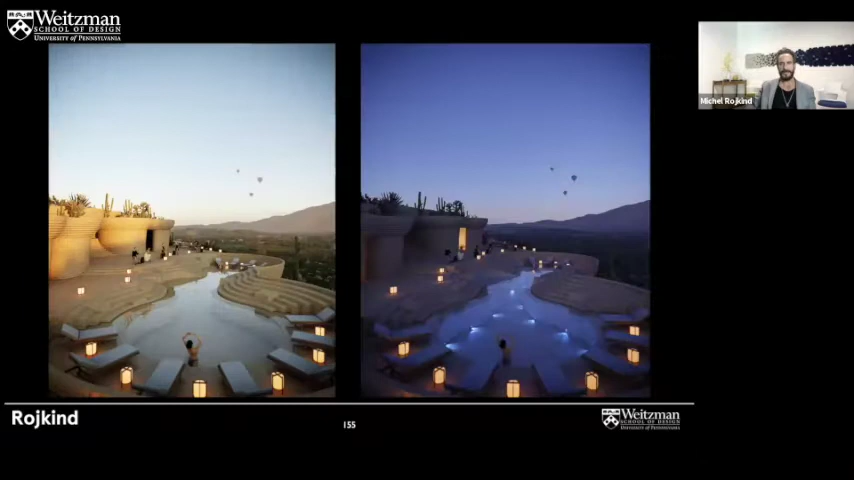 Weitzman
SCHOOL OF DESIGN
UNIVERSITY of PENNSYLVANIA
Michel Rojkind
Rojkind
155
Weitzman
SCHOOL OF DESIGN
UNIVERSITY of PENNSYLVANIA